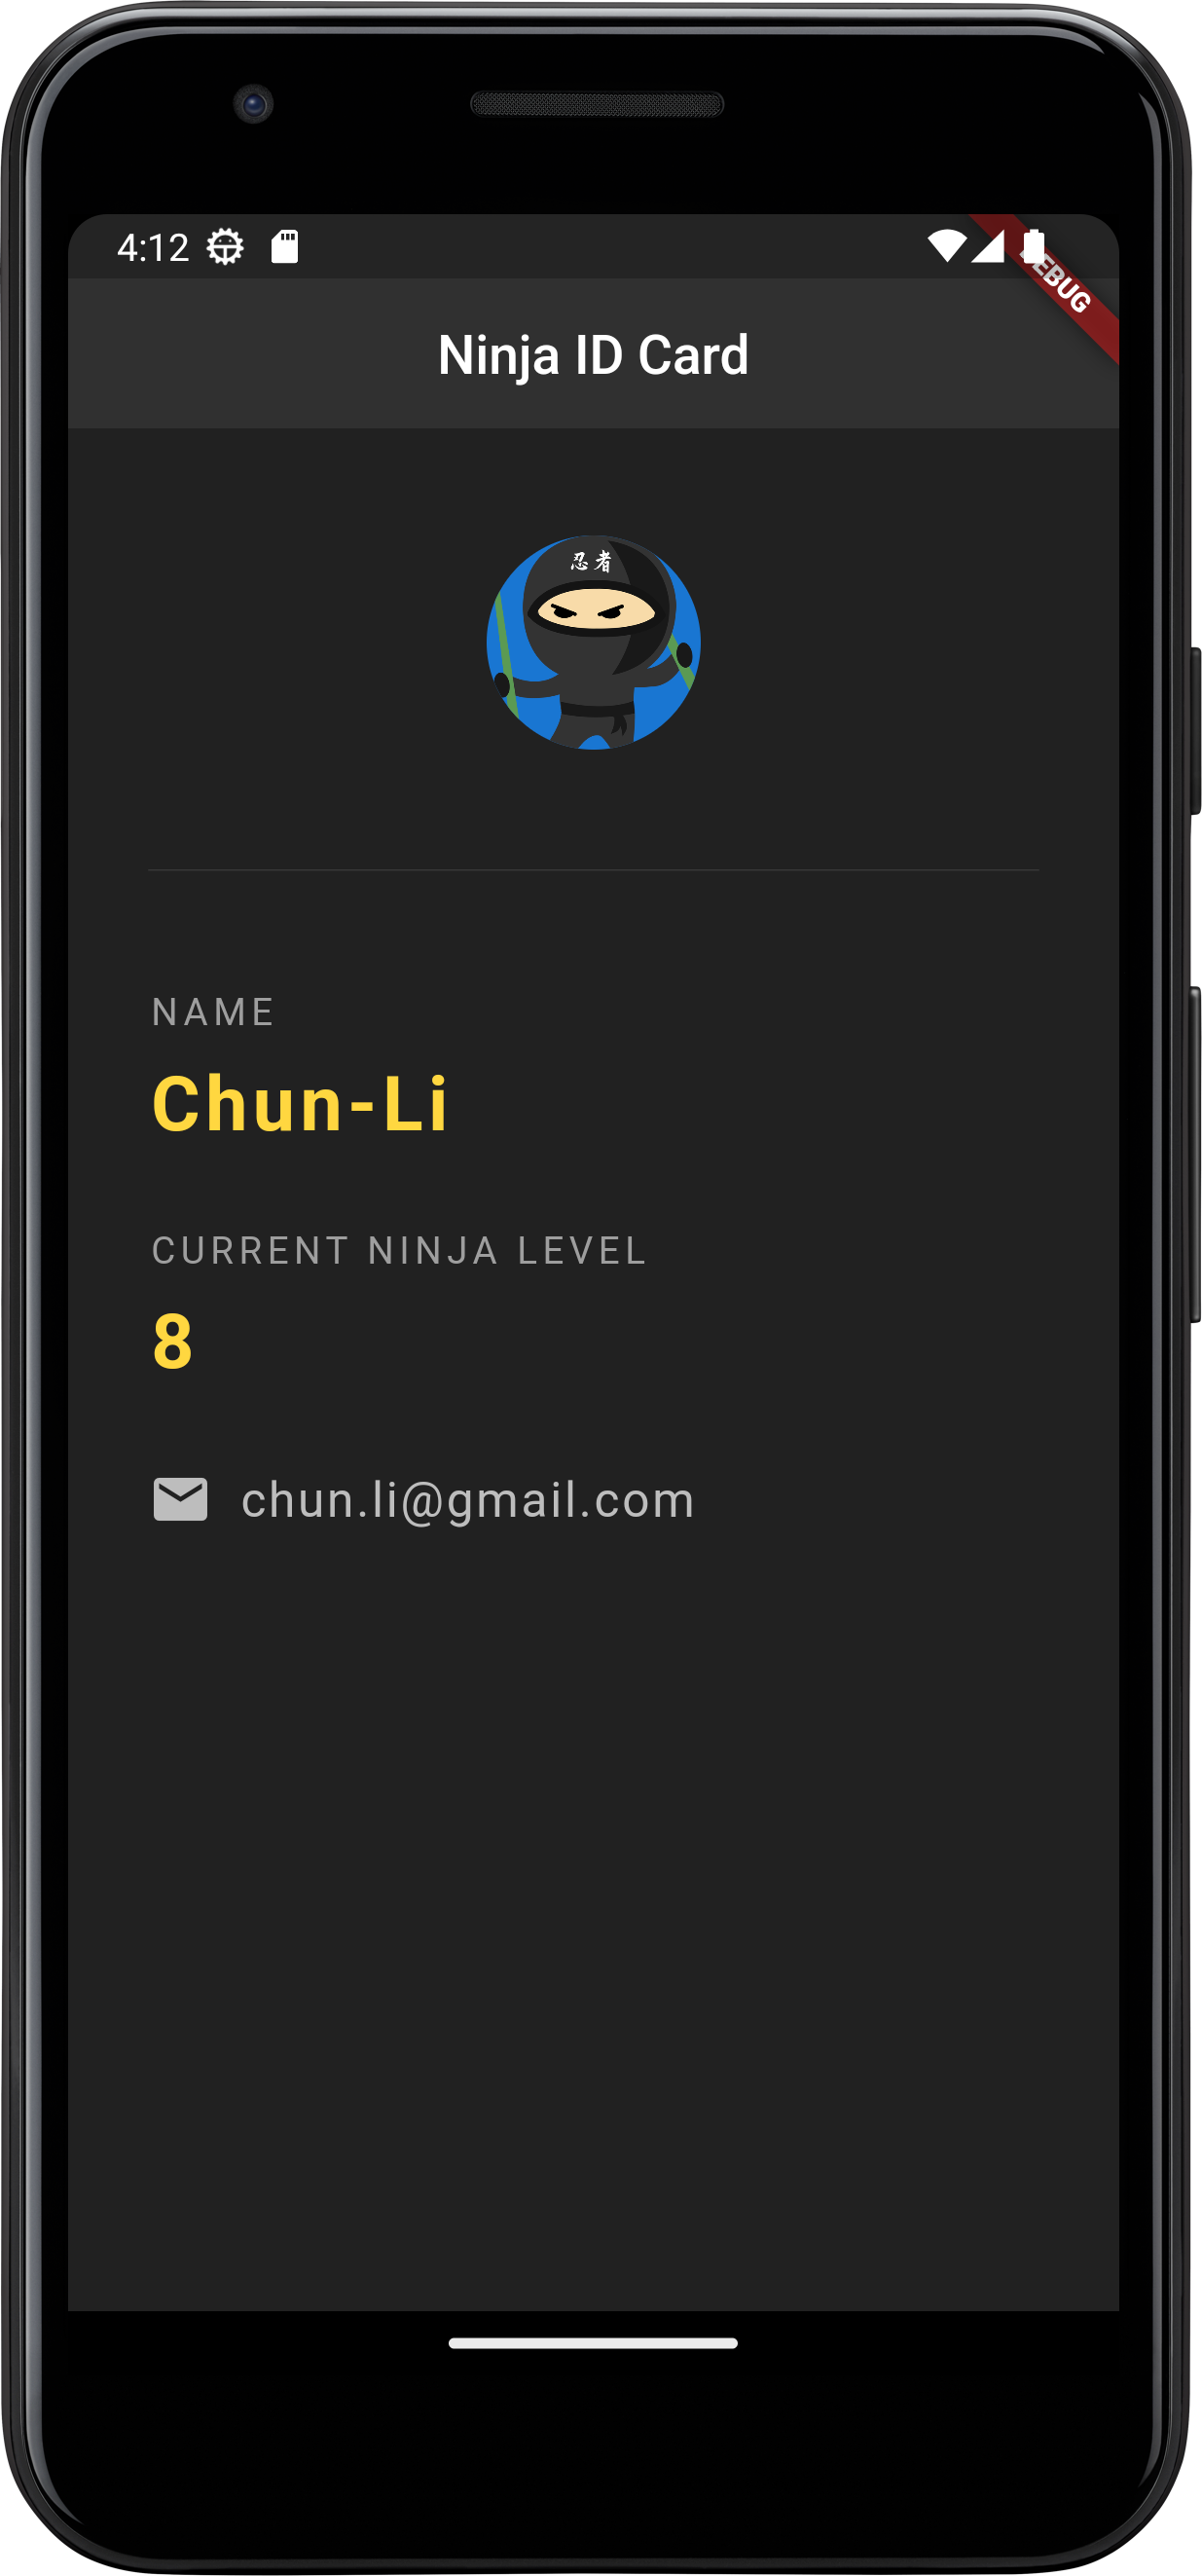 4:12
DEBUG
Ninja ID Card
忍者
NAME
Chun-Li
CURRENT NINJA LEVEL
8
chun.li@gmail.com